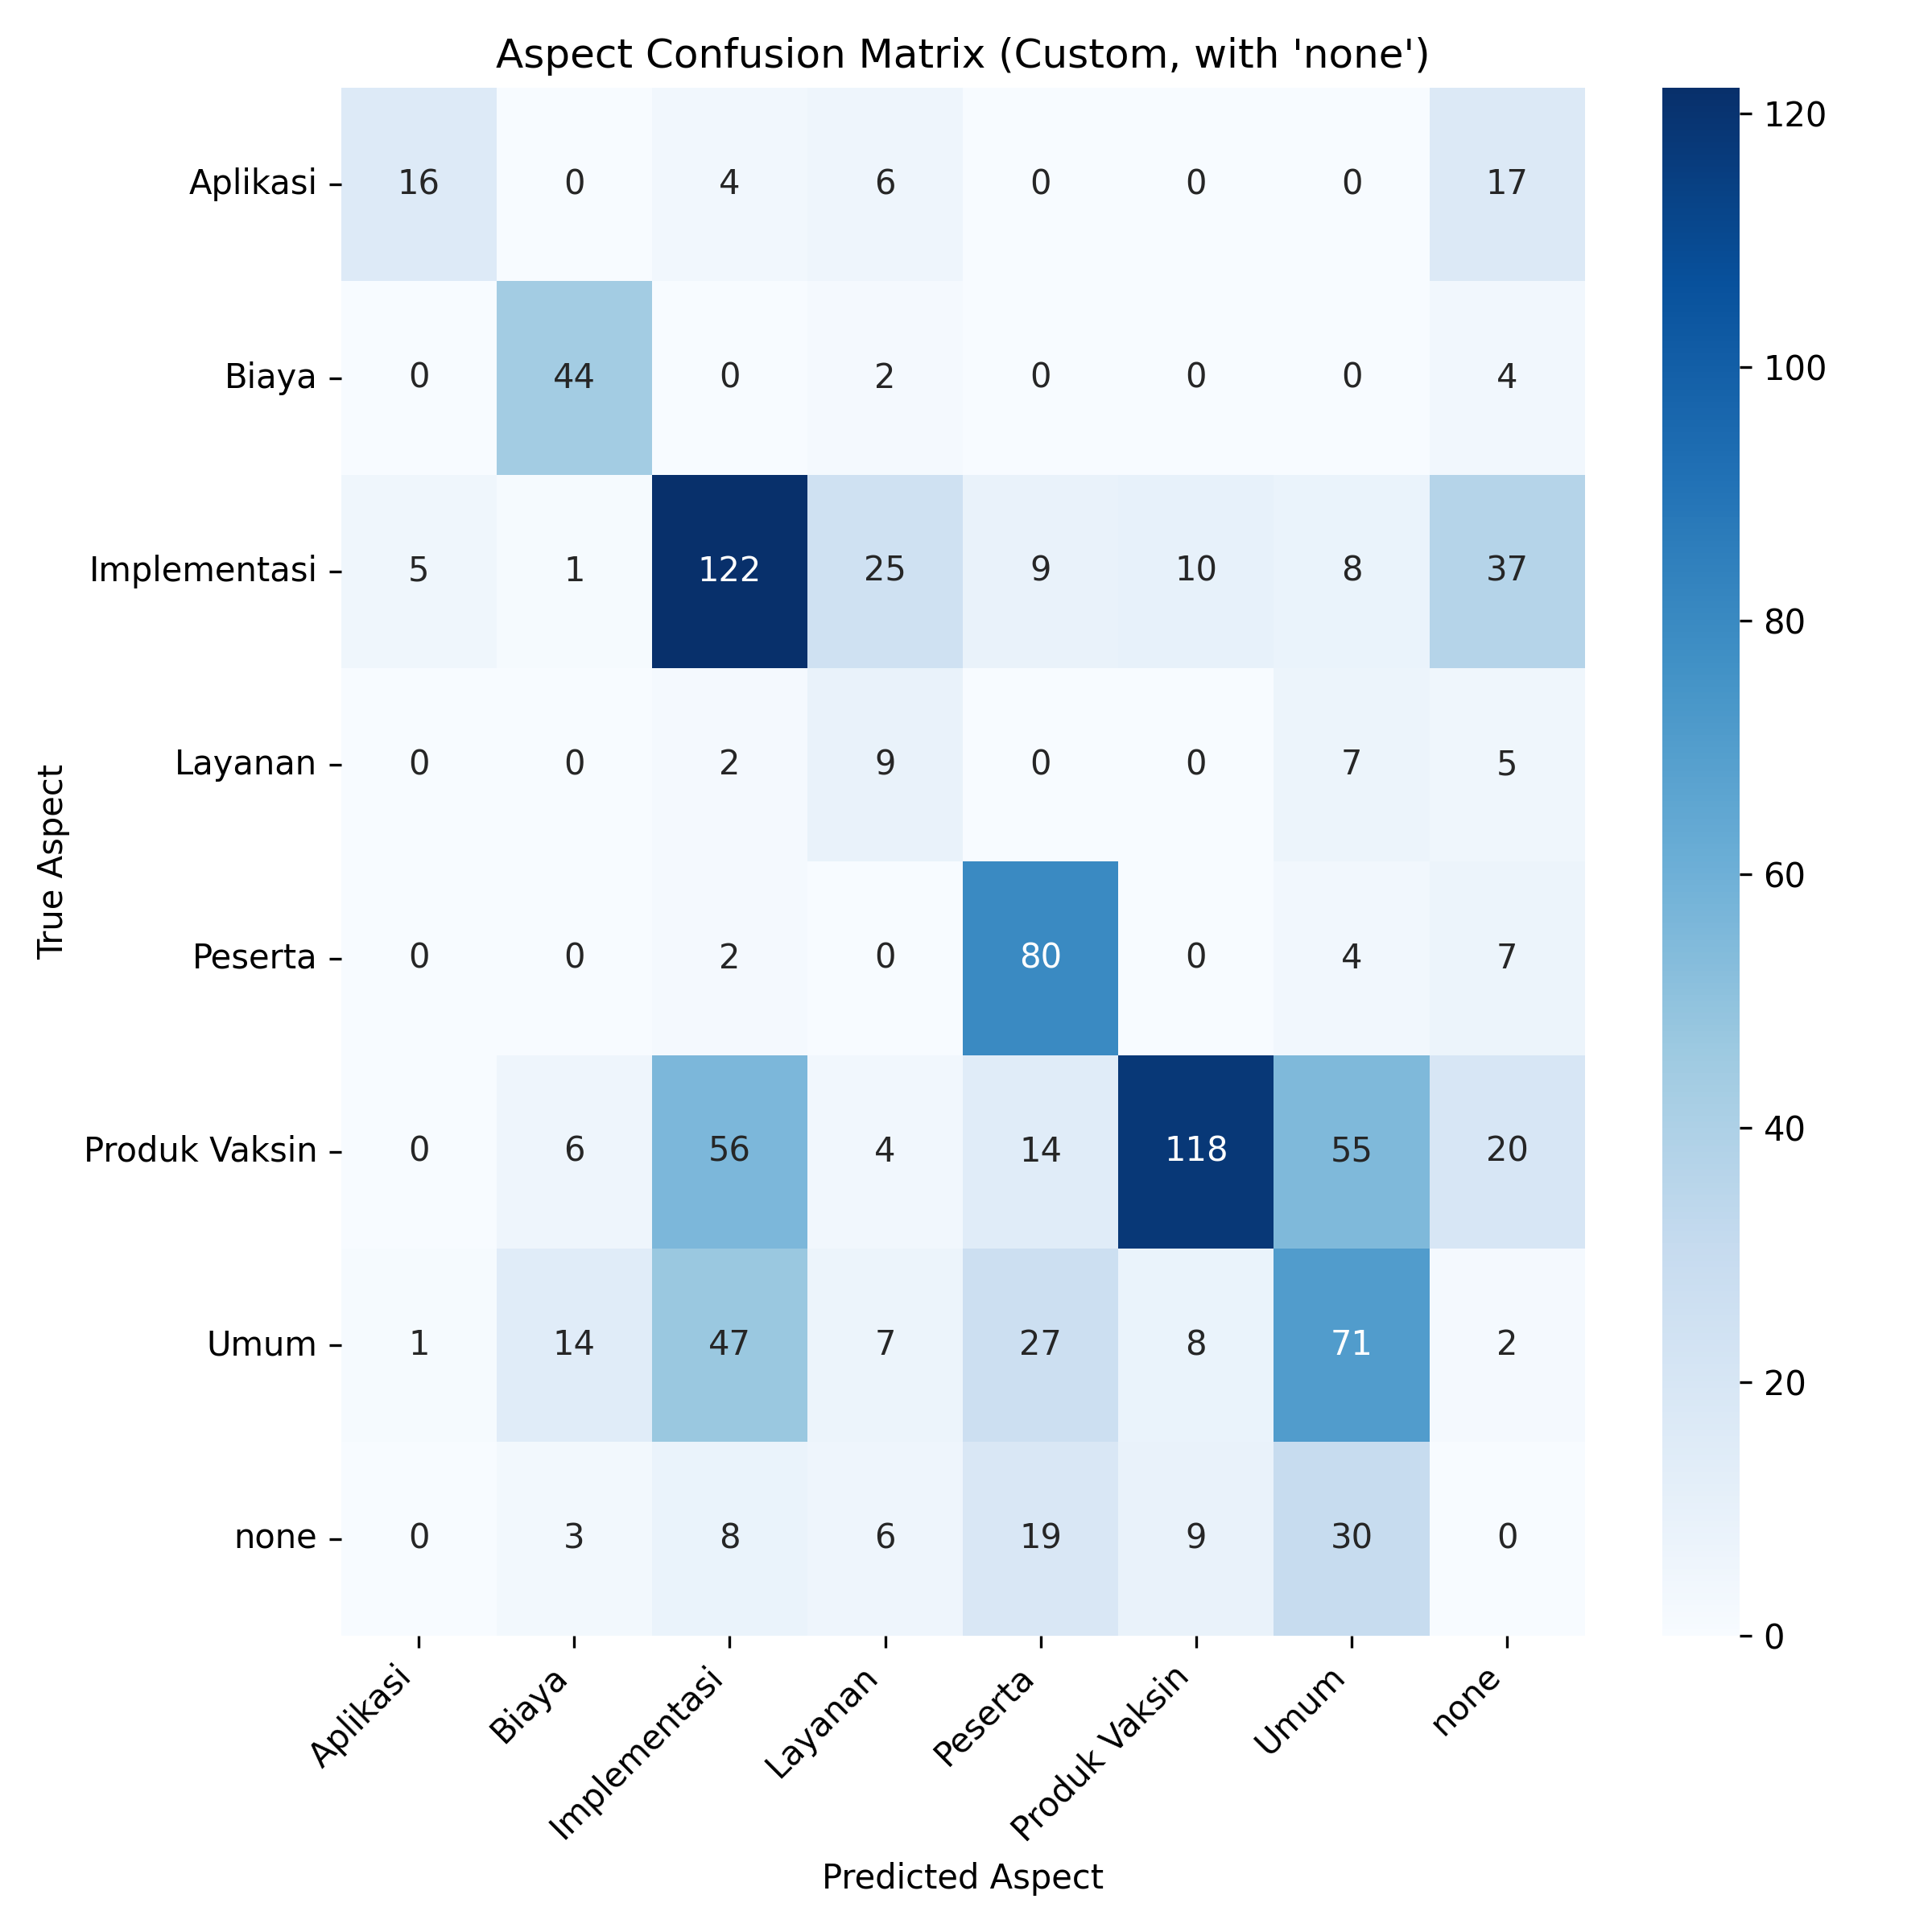 Aspect Confusion Matrix (Custom, with 'none')
True Aspect
Aplikasi 16 0 4 6 0 0 0 17
Biaya 0 44 0 2 0 0 0 4
Implementasi 5 1 122 25 9 10 8 37
Layanan 0 0 2 9 0 0 7 5
Peserta 0 0 2 0 80 0 4 7
Produk Vaksin 0 6 56 4 14 118 55 20
Umum 1 14 47 7 27 8 71 2
none 0 3 8 6 19 9 30 0
Aplikasi Biaya Implementasi Layanan Peserta Produk Vaksin Umum none
Predicted Aspect
120
100
80
60
40
20
0